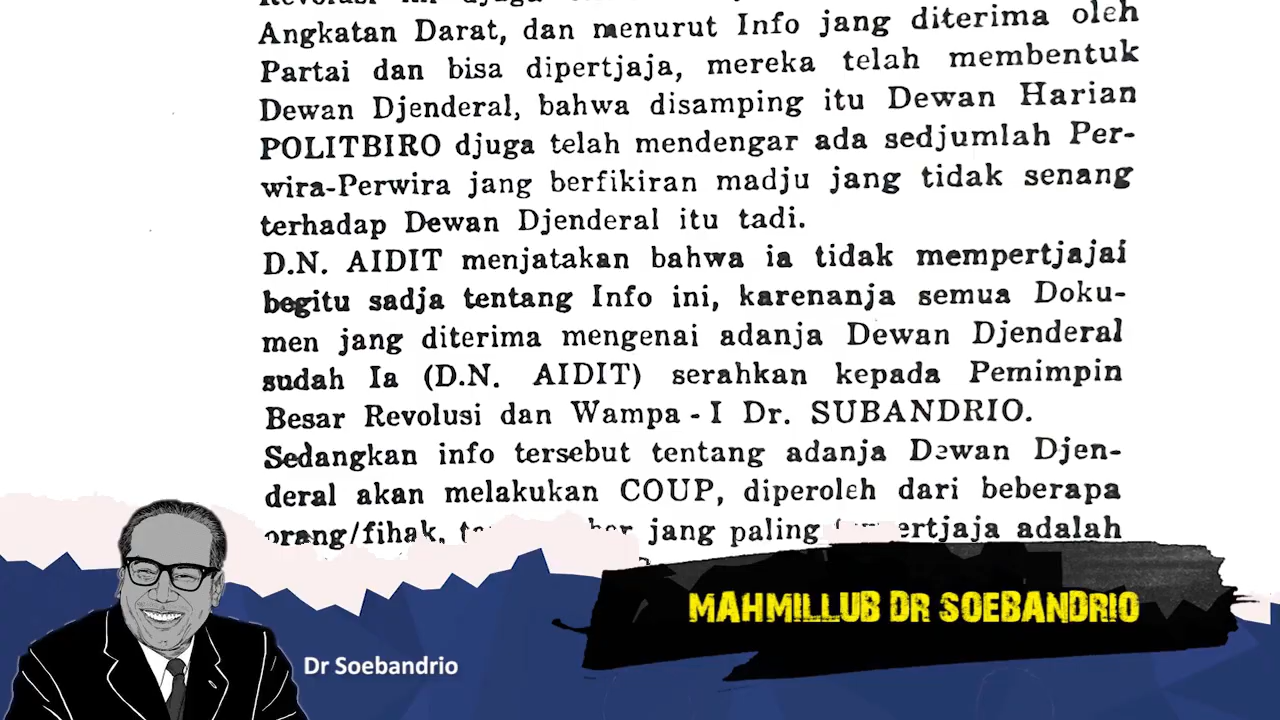 Angkatan Darat, dan menurut Info jang diterima oleh
Partai dan bisa dipertjaja, mereka telah membentuk
Dewan Djenderal, bahwa disamping itu Dewan Harian
POLITBIRO djuga telah mendengar ada sedjumlah Per-
wira-Perwira jang berfikiran madju jang tidak senang
terhadap Dewan Djenderal itu tadi.
D.N. AIDIT menjatakan bahwa ia tidak mempertjajai
begitu sadja tentang Info ini, karenanja semua Doku-
men jang diterima mengenai adanja Dewan Djenderal
sudah Ia (D.N. AIDIT) serahkan kepada Pemimpin
Besar Revolusi dan Wampa - I Dr. SUBANDRIO.
Sedangkan info tersebut tentang adanja Dewan Djen-
deral akan melakukan COUP, diperoleh dari beberapa
orang/fihak, jang paling adalah
MAHMILLUB DR SOEBANDRIO
Dr Soebandrio